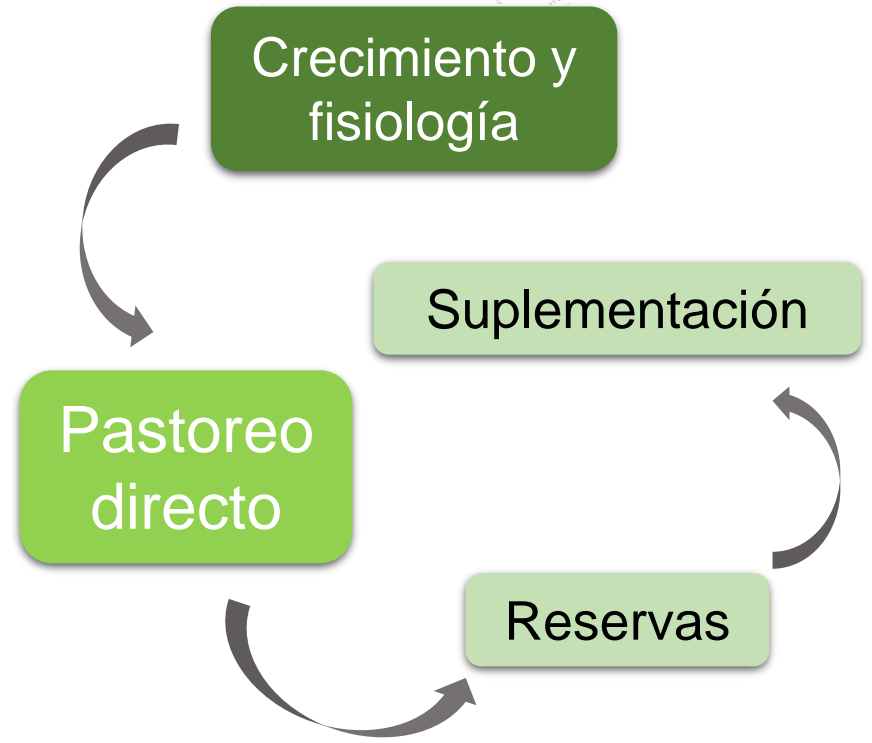 Crecimiento y
fisiología
Suplementación
Pastoreo
directo
Reservas